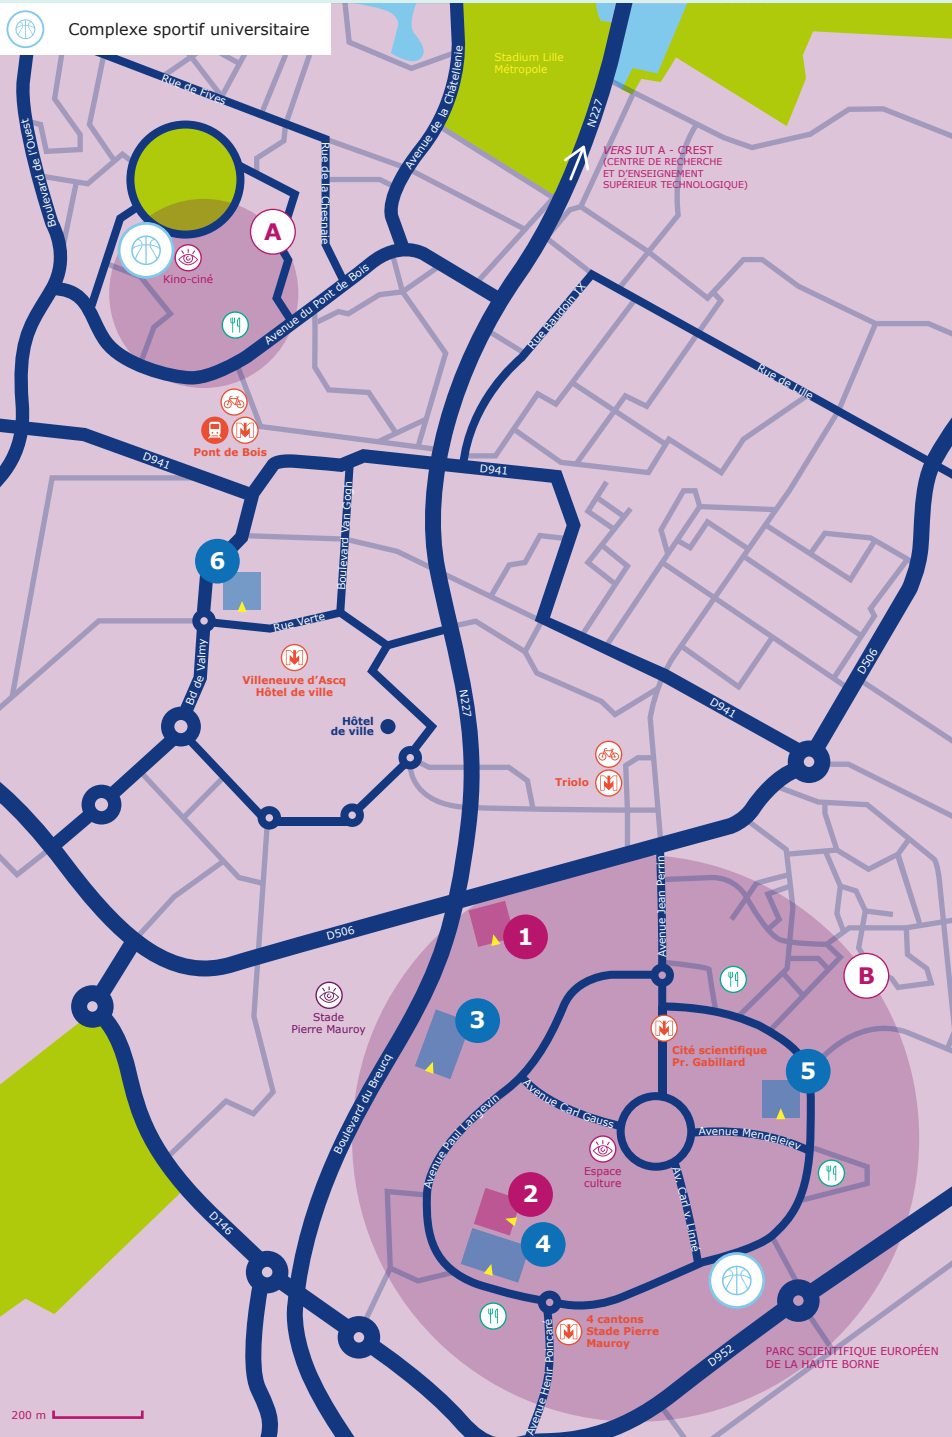 Complexe sportif universitaire
Stadium Lille
Métropole
Rue de Fives
Avenue de la Châtellenie
N227
Boulevard de l'Ouest
Rue de la Chesnaie
VERS IUT A - CREST
(CENTRE DE RECHERCHE
ET D'ENSEIGNEMENT
SUPÉRIEUR TECHNOLOGIQUE)
A
Kino-ciné
Avenue du Pont de Bois
Rue Baudoin IX
Rue de Lille
Pont de Bois
D941
D941
Boulevard Van Gogh
6
Rue Verte
Bd de Valmy
Villeneuve d'Ascq
Hôtel de ville
N227
D506
D941
Hôtel
de ville
Triolo
Avenue Jean Perrin
D506
1
B
Stade
Pierre Mauroy
3
Cité scientifique
Pr. Gabillard
5
Boulevard du Breucq
Avenue Paul Langevin
Avenue Carl Gauss
Avenue Mendeleiev
Espace
culture
Av. Carl v. Linné
2
4
D146
4 cantons
Stade Pierre
Mauroy
Avenue Henir Poincaré
D952
PARC SCIENTIFIQUE EUROPÉEN
DE LA HAUTE BORNE
200 m